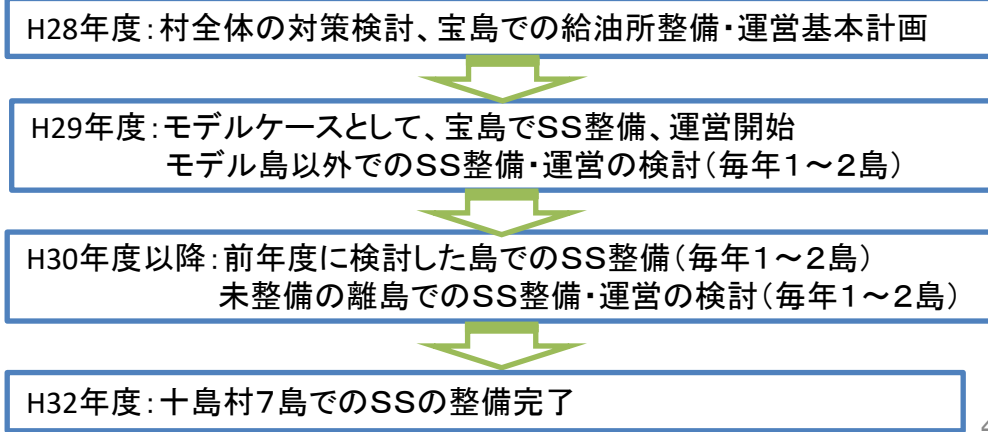 H28年度：村全体の対策検討、宝島での給油所整備・運営基本計画
H29年度：モデルケースとして、宝島でSS整備、運営開始
モデル島以外でのSS整備・運営の検討（毎年１～２島）
H30年度以降：前年度に検討した島でのSS整備（毎年１～２島）
未整備の離島でのSS整備・運営の検討（毎年１～２島）
H32年度：十島村７島でのSSの整備完了